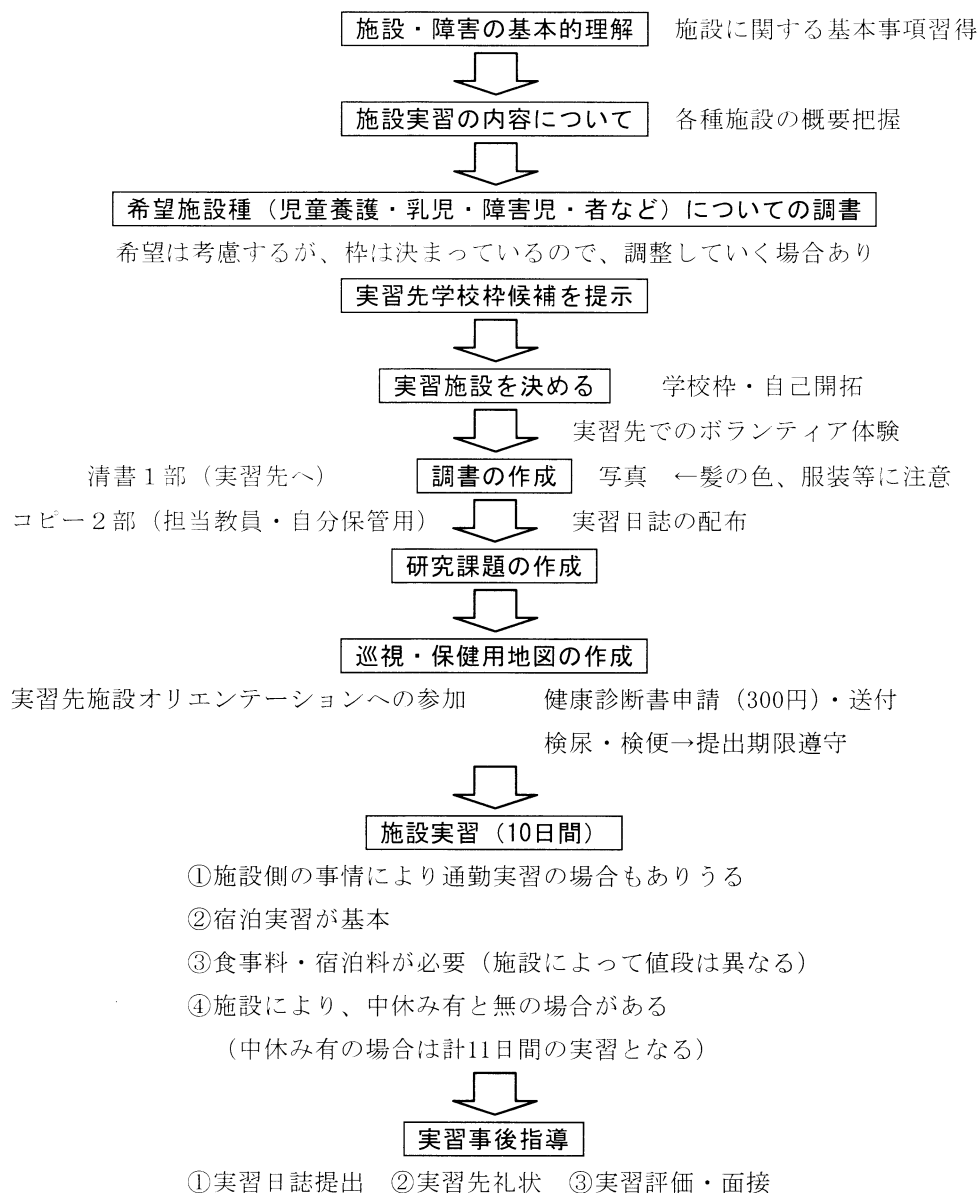 施設・障害の基本的理解　施設に関する基本事項習得
施設実習の内容について　各種施設の概要把握
希望施設種（児童養護・乳児・障害児・者など）についての調書
希望は考慮するが、枠は決まっているので、調整していく場合あり
実習先学校枠候補を提示
実習施設を決める　学校枠・自己開拓
実習先でのボランティア体験
清書１部（実習先へ）　調書の作成　写真　←髪の色、服装等に注意
コピー２部（担当教員・自分保管用）　実習日誌の配布
研究課題の作成
巡視・保健用地図の作成
実習先施設オリエンテーションへの参加　健康診断書申請（300円）・送付
検尿・検便→提出期限遵守
施設実習（10日間）
①施設側の事情により通勤実習の場合もありうる
②宿泊実習が基本
③食事料・宿泊料が必要（施設によって値段は異なる）
④施設により、中休み有と無の場合がある
（中休み有の場合は計11日間の実習となる）
実習事後指導
①実習日誌提出　②実習先礼状　③実習評価・面接